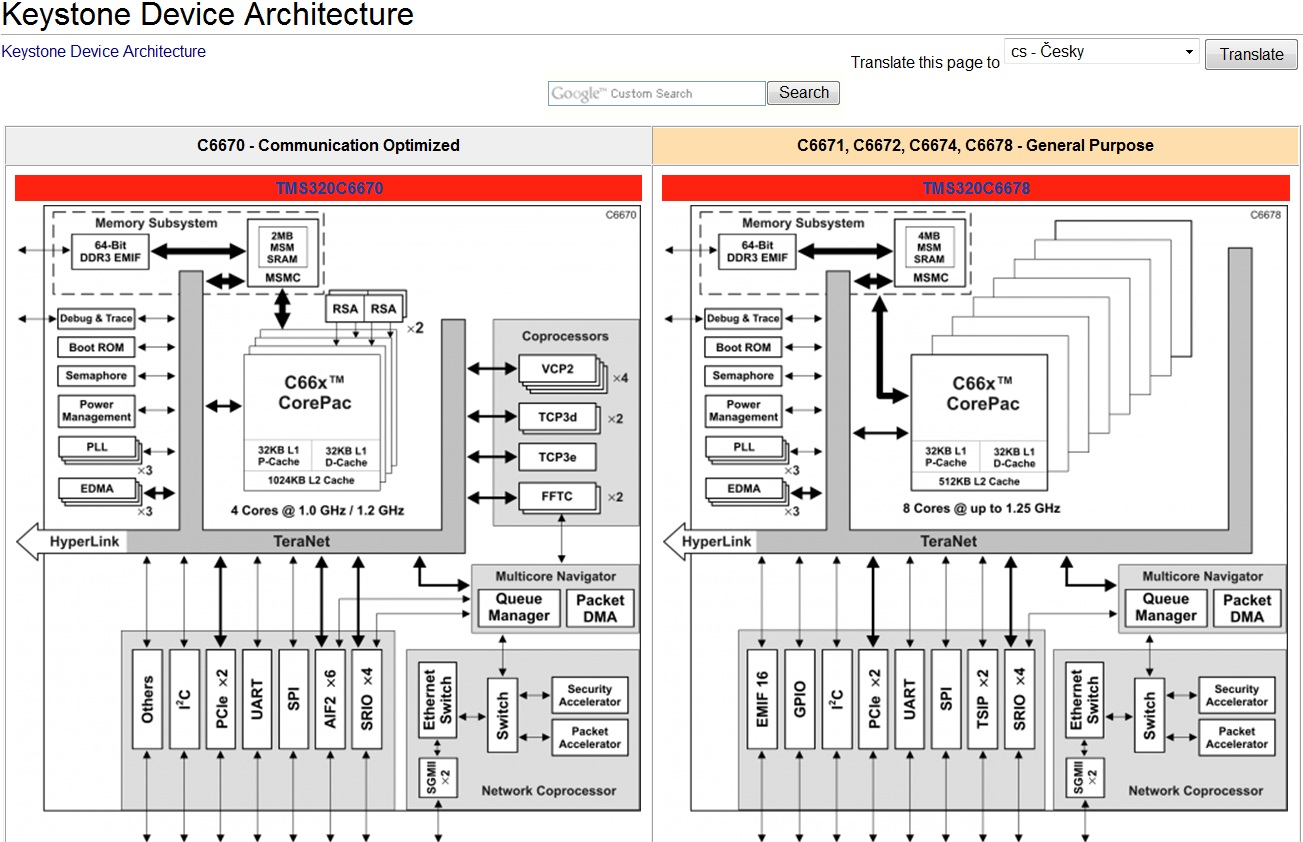 Keystone Device Architecture
Keystone Device Architecture
Translate this page to
cs - Česky
Translate
Google™ Custom Search
Search
C6670 - Communication Optimized
C6671, C6672, C6674, C6678 - General Purpose
TMS320C6670
C6670
Memory Subsystem
64-Bit
DDR3 EMIF
2MB
MSM
SRAM
MSMC
RSA
RSA
×2
Debug & Trace
Boot ROM
Semaphore
Power
Management
PLL
×3
EDMA
×3
C66x™
CorePac
32KB L1
P-Cache
32KB L1
D-Cache
1024KB L2 Cache
4 Cores @ 1.0 GHz / 1.2 GHz
Coprocessors
VCP2
×4
TCP3d
×2
TCP3e
FFTC
×2
HyperLink
TeraNet
Multicore Navigator
Queue
Manager
Packet
DMA
Others
I²C
PCIe ×2
UART
SPI
AIF2 ×6
SRIO ×4
Ethernet
Switch
Switch
Security
Accelerator
Packet
Accelerator
SGMII
×2
Network Coprocessor
TMS320C6678
C6678
Memory Subsystem
64-Bit
DDR3 EMIF
4MB
MSM
SRAM
MSMC
Debug & Trace
Boot ROM
Semaphore
Power
Management
PLL
×3
EDMA
×3
C66x™
CorePac
32KB L1
P-Cache
32KB L1
D-Cache
512KB L2 Cache
8 Cores @ up to 1.25 GHz
HyperLink
TeraNet
Multicore Navigator
Queue
Manager
Packet
DMA
EMIF 16
GPIO
I²C
PCIe ×2
UART
SPI
TSIP ×2
SRIO ×4
Ethernet
Switch
Switch
Security
Accelerator
Packet
Accelerator
SGMII
×2
Network Coprocessor